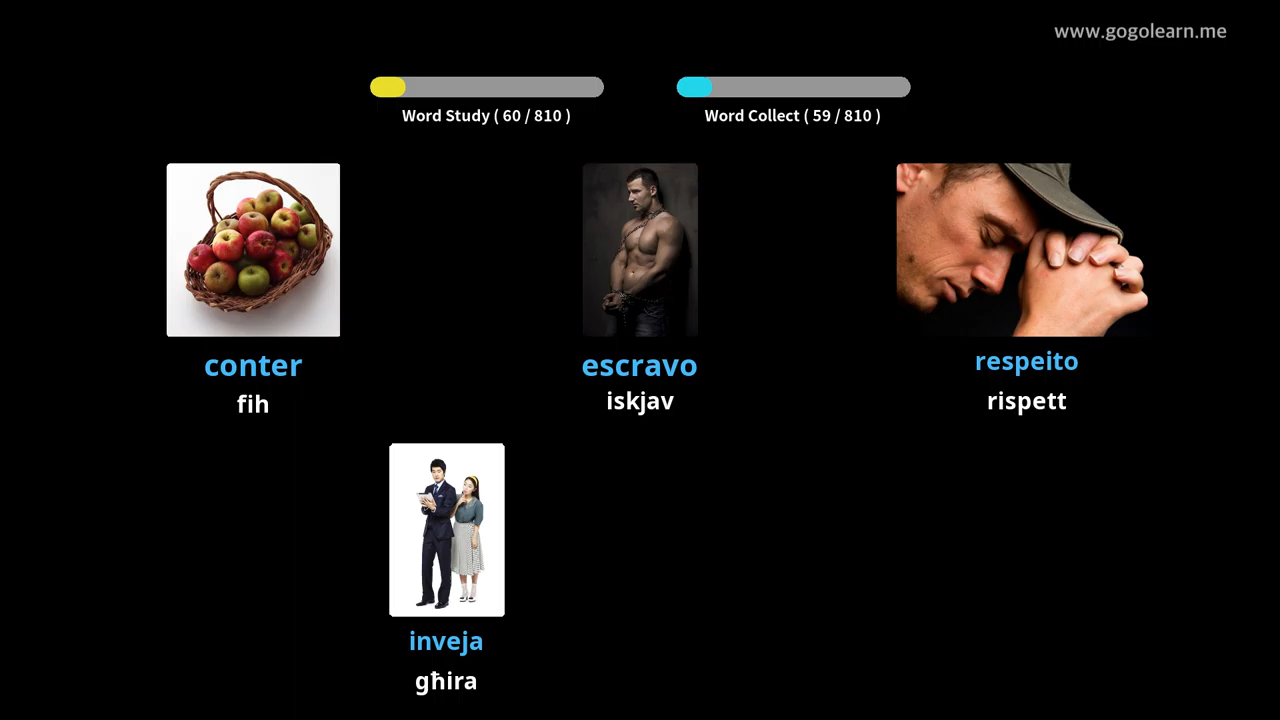 www.gogolearn.me
Word Study ( 60 / 810 )
Word Collect ( 59 / 810 )
conter
fih
escravo
iskjav
respeito
rispett
inveja
għira